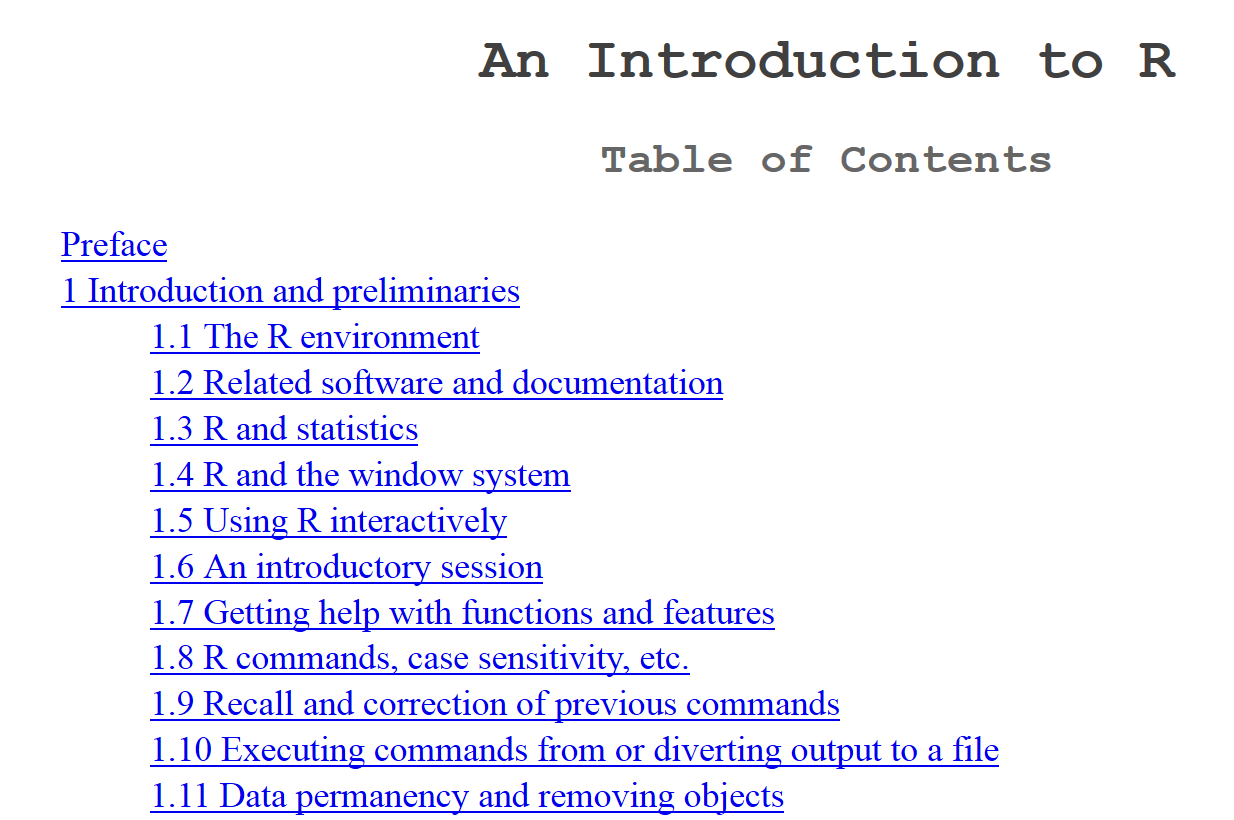 An Introduction to R
Table of Contents
Preface
1 Introduction and preliminaries
1.1 The R environment
1.2 Related software and documentation
1.3 R and statistics
1.4 R and the window system
1.5 Using R interactively
1.6 An introductory session
1.7 Getting help with functions and features
1.8 R commands, case sensitivity, etc.
1.9 Recall and correction of previous commands
1.10 Executing commands from or diverting output to a file
1.11 Data permanency and removing objects